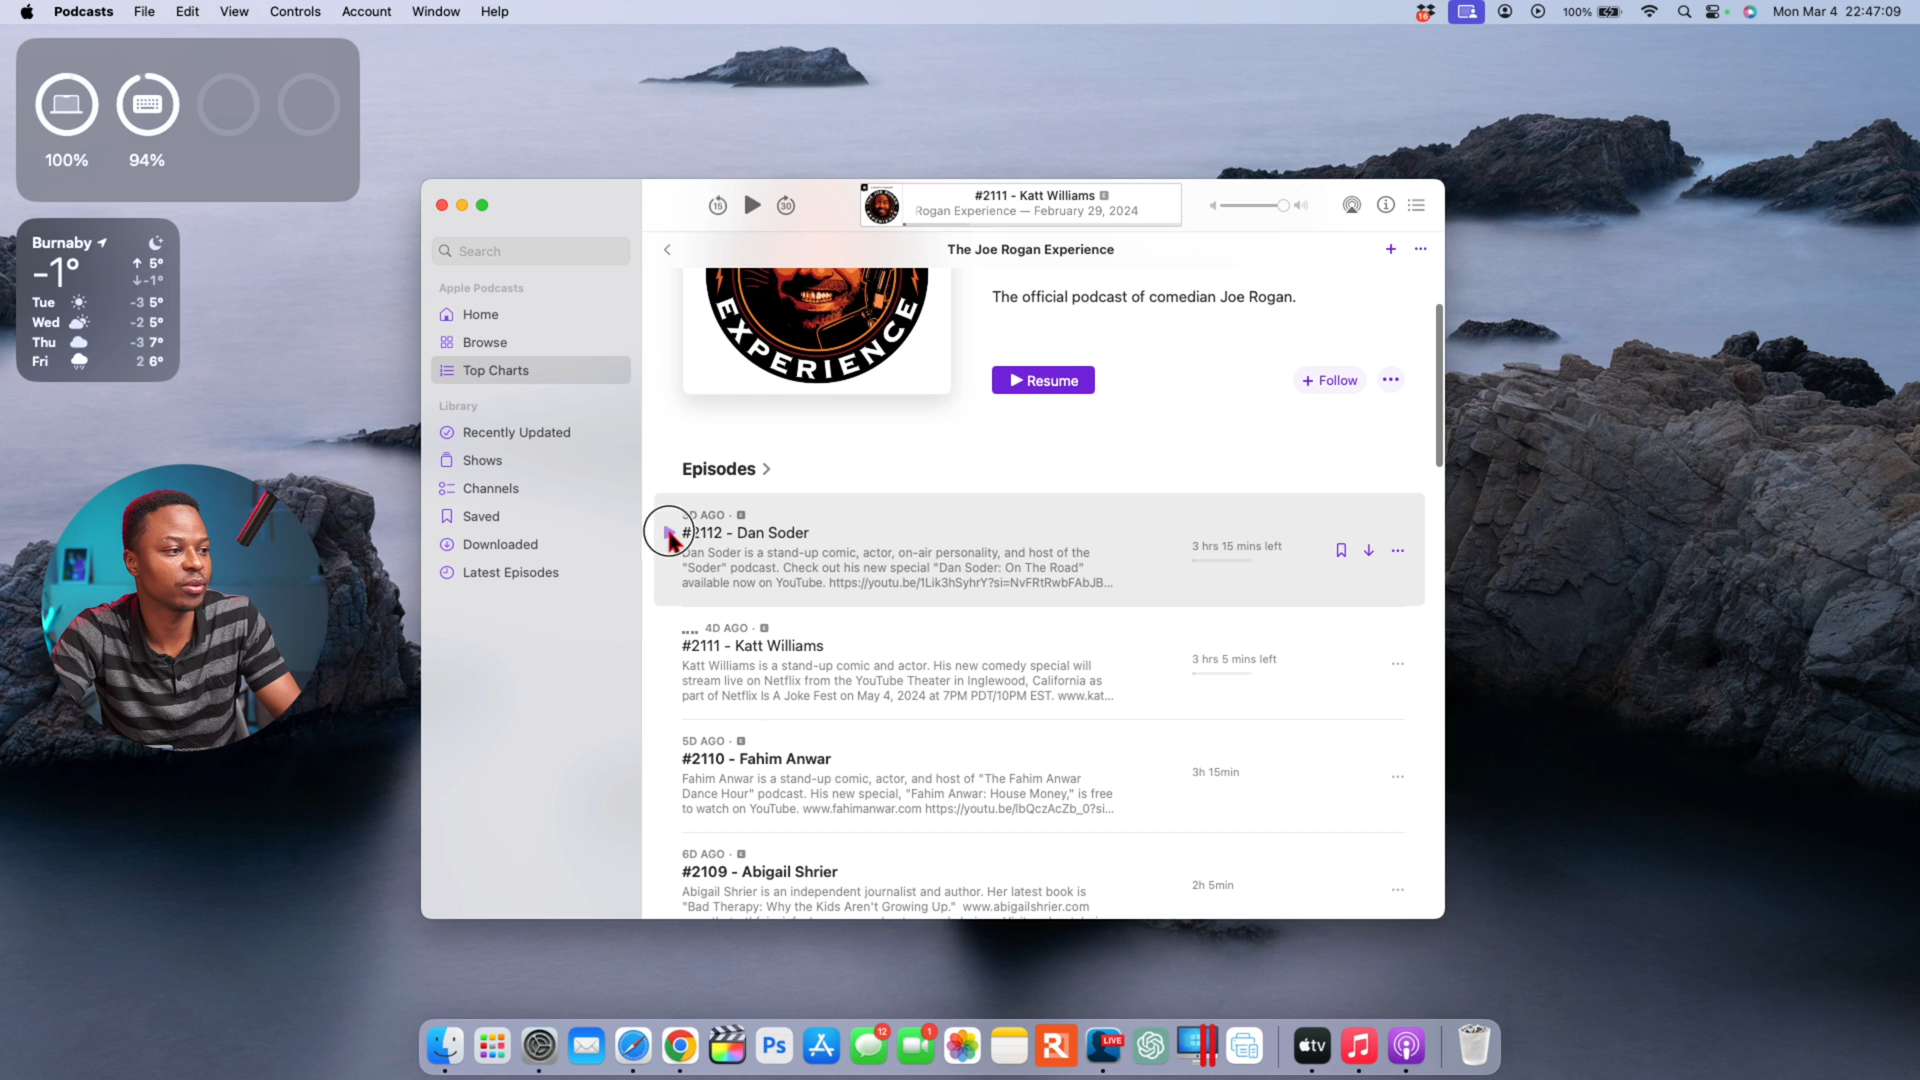 Podcasts File Edit View Controls Account Window Help
16 100% Mon Mar 4 22:47:09
100% 94%
Burnaby
-1° 5°
-1°
Tue -3 5°
Wed -2 5°
Thu -3 7°
Fri 2 6°
15 30
#2111 - Katt Williams E
Rogan Experience — February 29, 2024
Search
Apple Podcasts
Home
Browse
Top Charts
Library
Recently Updated
Shows
Channels
Saved
Downloaded
Latest Episodes
The Joe Rogan Experience
EXPERIENCE
The official podcast of comedian Joe Rogan.
Resume
+ Follow
Episodes
D AGO · E
#2112 - Dan Soder
Dan Soder is a stand-up comic, actor, on-air personality, and host of the
"Soder" podcast. Check out his new special "Dan Soder: On The Road"
available now on YouTube. https://youtu.be/1Lik3hSyhrY?si=NvFRtRwbFAbJB...
3 hrs 15 mins left
4D AGO · E
#2111 - Katt Williams
Katt Williams is a stand-up comic and actor. His new comedy special will
stream live on Netflix from the YouTube Theater in Inglewood, California as
part of Netflix Is A Joke Fest on May 4, 2024 at 7PM PDT/10PM EST. www.kat...
3 hrs 5 mins left
5D AGO · E
#2110 - Fahim Anwar
Fahim Anwar is a stand-up comic, actor, and host of "The Fahim Anwar
Dance Hour" podcast. His new special, "Fahim Anwar: House Money," is free
to watch on YouTube. www.fahimanwar.com https://youtu.be/lbQczAcZb_0?si...
3h 15min
6D AGO · E
#2109 - Abigail Shrier
Abigail Shrier is an independent journalist and author. Her latest book is
"Bad Therapy: Why the Kids Aren't Growing Up." www.abigailshrier.com
2h 5min
Ps 12 1 R LIVE tv